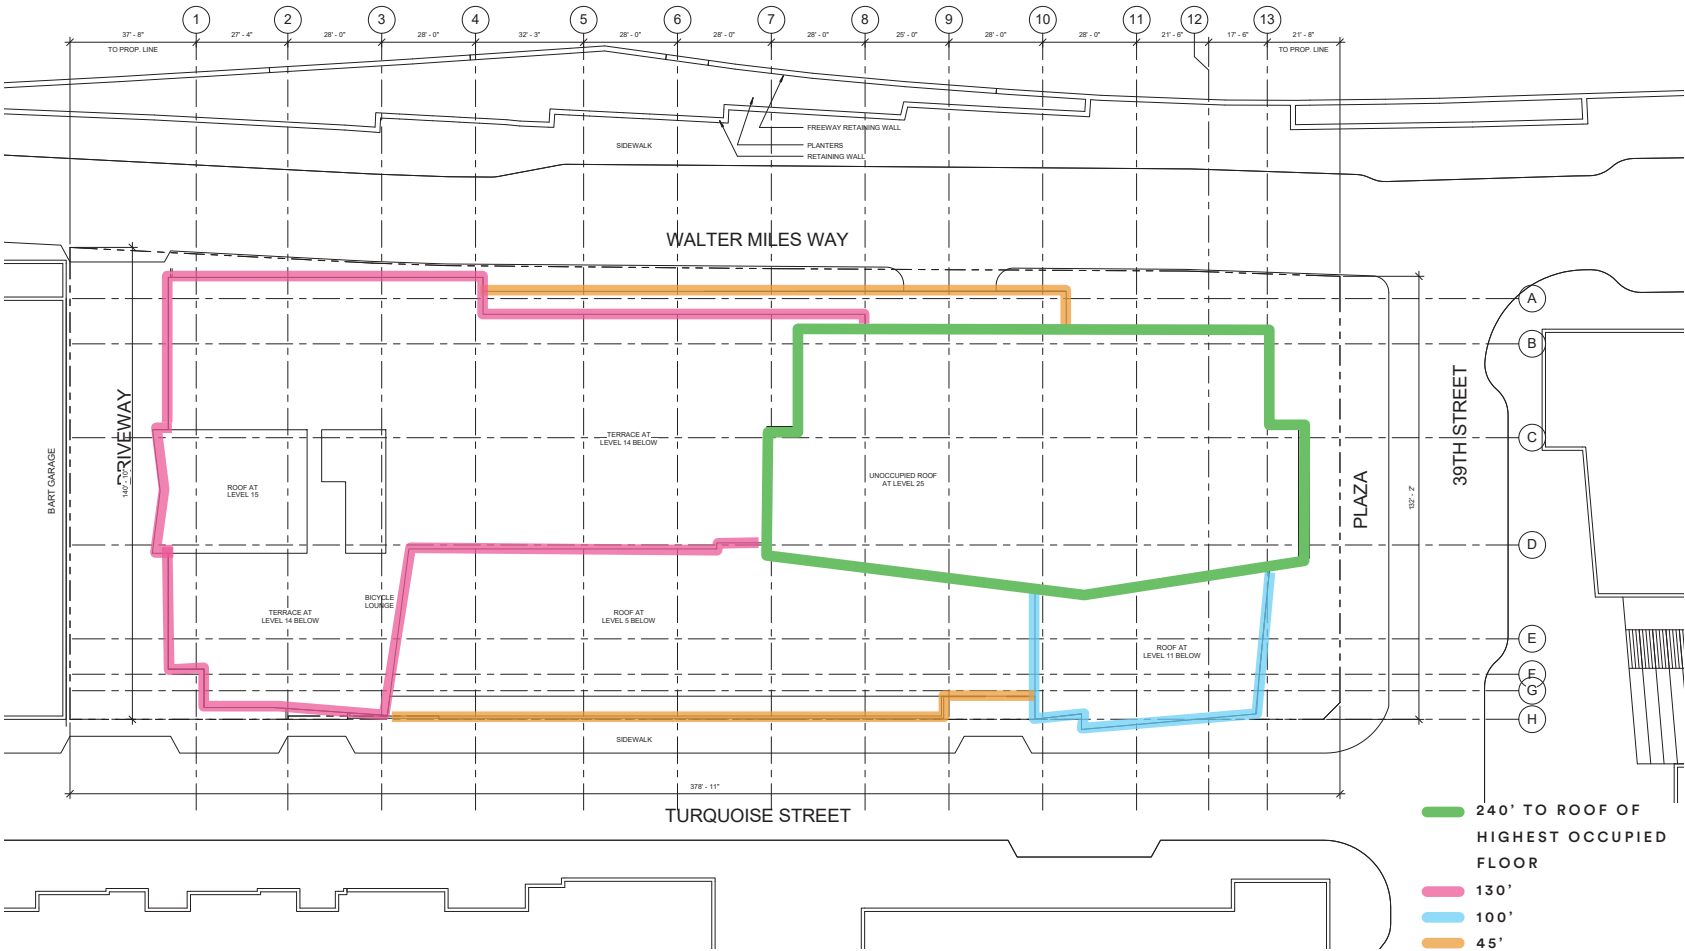 1 2 3 4 5 6 7 8 9 10 11 12 13
37' - 8" 27' - 4" 28' - 0" 28' - 0" 32' - 3" 28' - 0" 28' - 0" 28' - 0" 25' - 0" 28' - 0" 28' - 0" 21' - 6" 17' - 6" 21' - 8"
TO PROP. LINE TO PROP. LINE
FREEWAY RETAINING WALL
SIDEWALK PLANTERS
RETAINING WALL
WALTER MILES WAY
A
B
C
D
E
F
G
H
BART GARAGE
DRIVEWAY
140' - 10"
ROOF AT
LEVEL 15
TERRACE AT
LEVEL 14 BELOW
UNOCCUPIED ROOF
AT LEVEL 25
PLAZA
132' - 2"
39TH STREET
BICYCLE
LOUNGE
TERRACE AT
LEVEL 14 BELOW
ROOF AT
LEVEL 5 BELOW
ROOF AT
LEVEL 11 BELOW
SIDEWALK
378' - 11"
TURQUOISE STREET
240' TO ROOF OF
HIGHEST OCCUPIED
FLOOR
130'
100'
45'